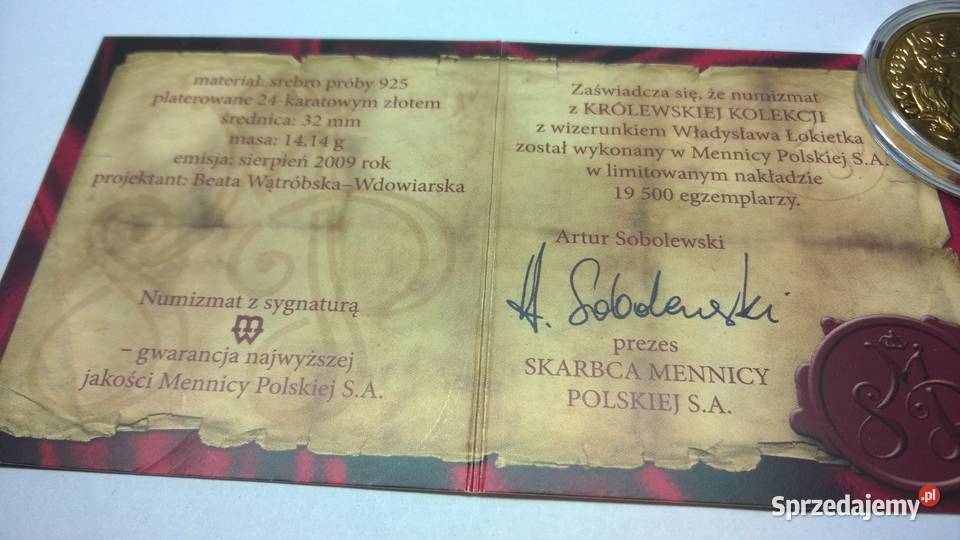 materiał: srebro próby 925
platerowane 24-karatowym złotem
średnica: 32 mm
masa: 14,14 g
emisja: sierpień 2009 rok
projektant: Beata Wątróbska–Wdowiarska
Numizmat z sygnaturą
– gwarancja najwyższej
jakości Mennicy Polskiej S.A.
Zaświadcza się, że numizmat
z KRÓLEWSKIEJ KOLEKCJI
z wizerunkiem Władysława Łokietka
został wykonany w Mennicy Polskiej S.A.
w limitowanym nakładzie
19 500 egzemplarzy.
Artur Sobolewski
A. Sobolewski
prezes
SKARBCA MENNICY
POLSKIEJ S.A.
Sprzedajemy.pl